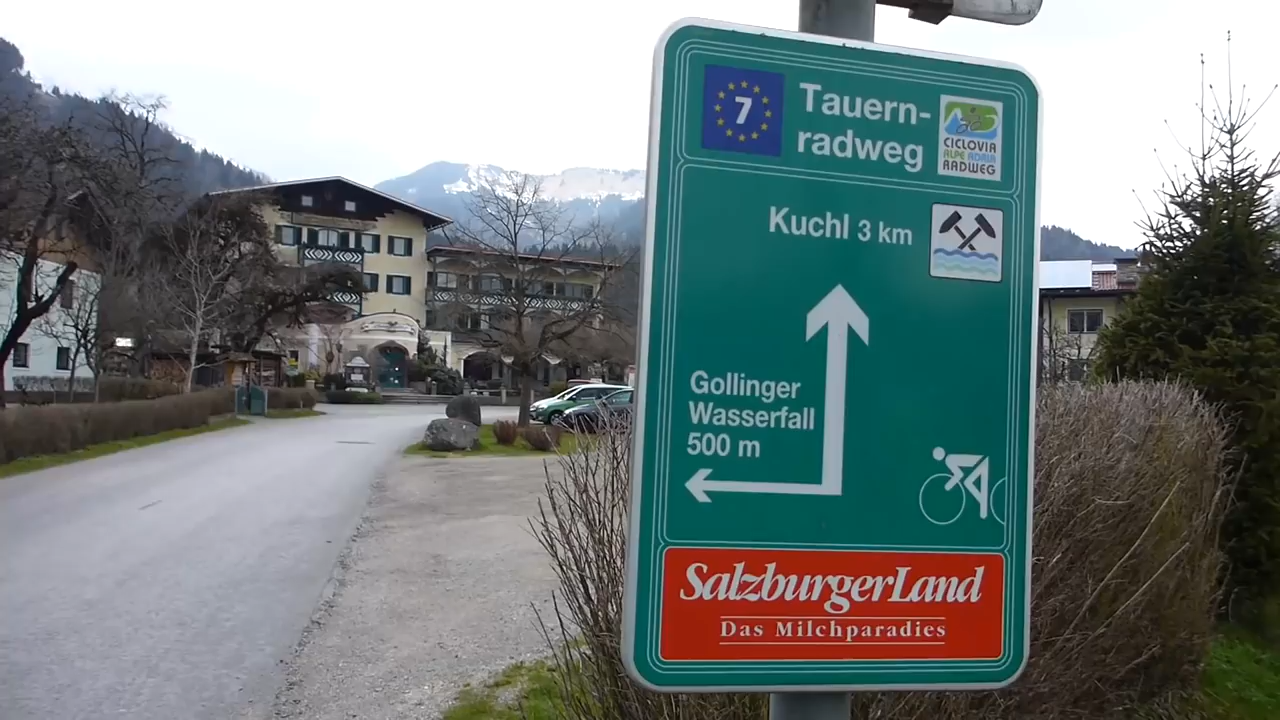 7
Tauern-
radweg
CICLOVIA
ALPE ADRIA
RADWEG
Kuchl 3 km
Gollinger
Wasserfall
500 m
SalzburgerLand
Das Milchparadies